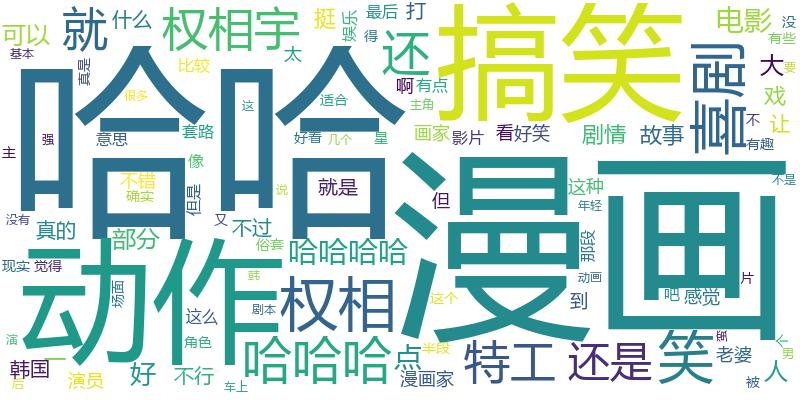 可以
就
什么
权相宇
挺
娱乐
最后
打
得
还
啊
有点
搞笑
电影
没
有些
基本
真是
比较
太
哈哈
喜剧
大
要
戏
很多
这
适合
主角
让
不
强
意思
套路
好看
几个
星
画家
影片
看
好笑
剧情
故事
有趣
主
像
不错
确实
但是
说
就是
但
漫画
这种
不是
没有
真的
部分
又
不过
俗套
哈哈哈哈
年轻
那段
现实
觉得
动作
场面
韩
剧本
权相
这个
到
动画
吧
感觉
片
这么
演
角色
哈哈哈
点
半段
特工
还是
笑
老婆
个
男
韩国
一
后
演员
好
不行
车上
漫画家
被
人